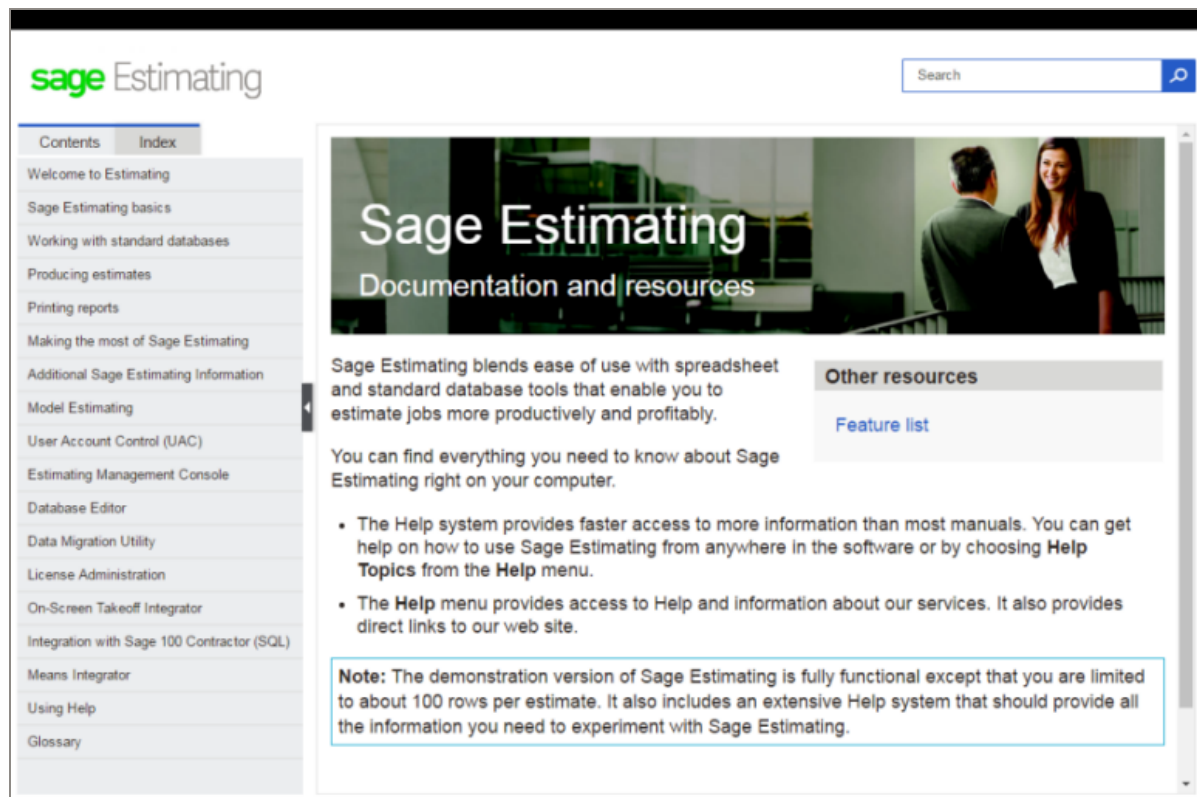 sage Estimating
Search
Contents
Index
Welcome to Estimating
Sage Estimating basics
Working with standard databases
Producing estimates
Printing reports
Making the most of Sage Estimating
Additional Sage Estimating Information
Model Estimating
User Account Control (UAC)
Estimating Management Console
Database Editor
Data Migration Utility
License Administration
On-Screen Takeoff Integrator
Integration with Sage 100 Contractor (SQL)
Means Integrator
Using Help
Glossary
Sage Estimating
Documentation and resources
Sage Estimating blends ease of use with spreadsheet
and standard database tools that enable you to
estimate jobs more productively and profitably.
You can find everything you need to know about Sage
Estimating right on your computer.
Other resources
Feature list
• The Help system provides faster access to more information than most manuals. You can get
help on how to use Sage Estimating from anywhere in the software or by choosing Help
Topics from the Help menu.
• The Help menu provides access to Help and information about our services. It also provides
direct links to our web site.
Note: The demonstration version of Sage Estimating is fully functional except that you are limited
to about 100 rows per estimate. It also includes an extensive Help system that should provide all
the information you need to experiment with Sage Estimating.